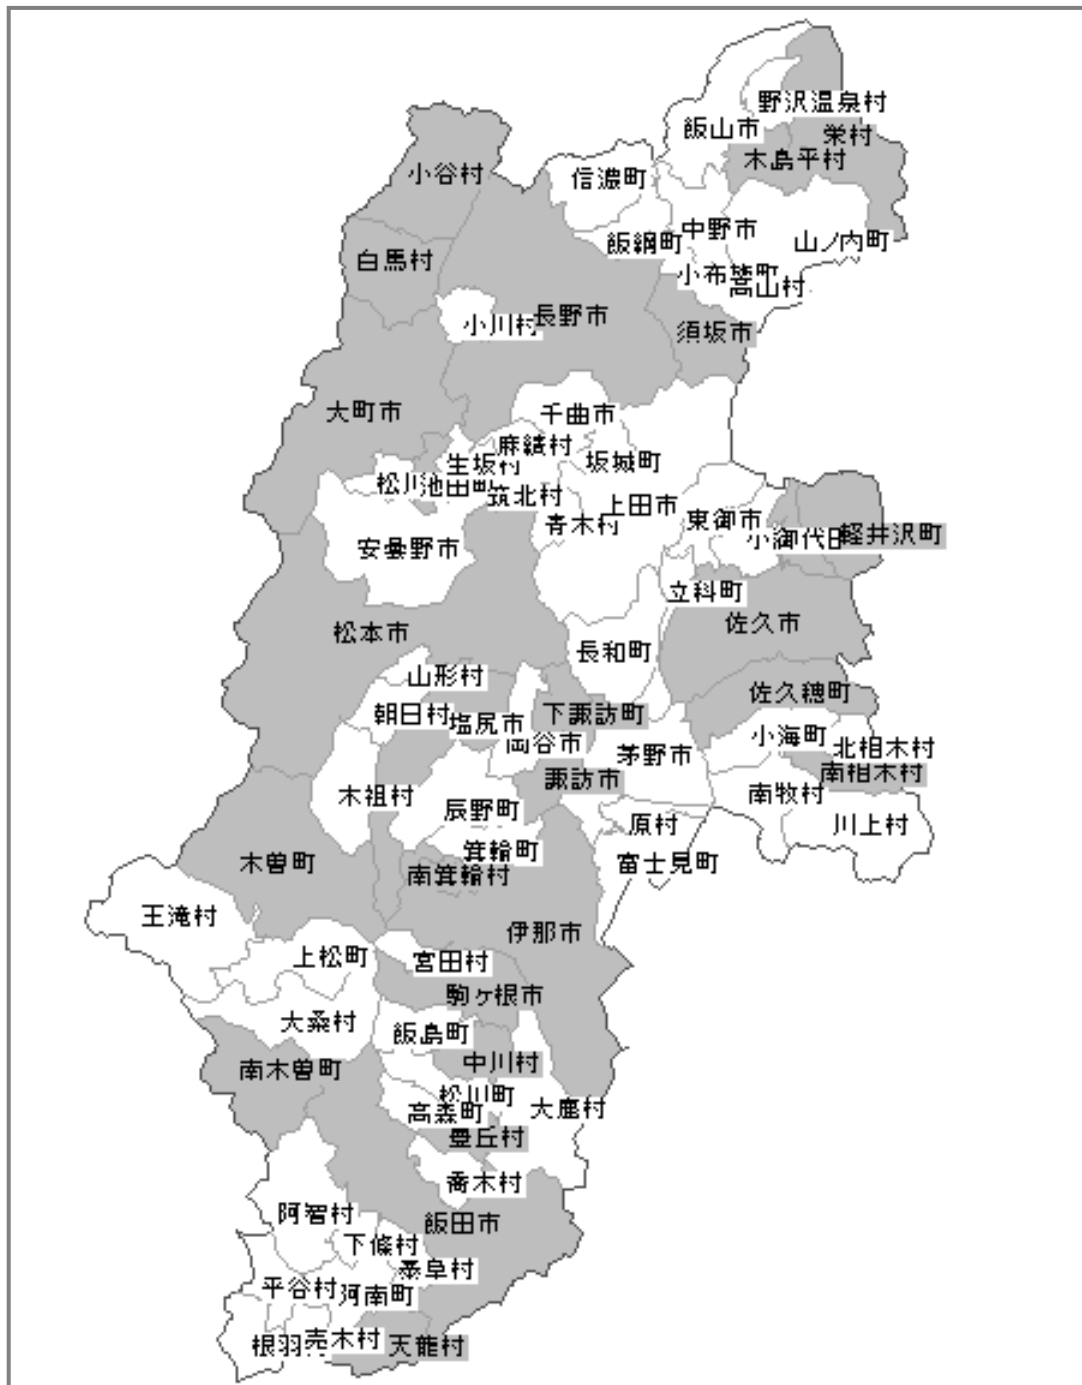 野沢温泉村
飯山市
栄村
木島平村
小谷村
信濃町
中野市
飯綱町
山ノ内町
白馬村
小布施町
高山村
長野市
小川村
須坂市
大町市
千曲市
麻績村
生坂村
坂城町
松川
池田町
筑北村
上田市
青木村
東御市
小
御代田
軽井沢町
安曇野市
立科町
佐久市
松本市
長和町
山形村
佐久穂町
朝日村
塩尻市
下諏訪町
岡谷市
小海町
北相木村
茅野市
南相木村
諏訪市
木祖村
南牧村
辰野町
原村
川上村
箕輪町
木曽町
南箕輪村
富士見町
王滝村
伊那市
上松町
宮田村
駒ヶ根市
大桑村
飯島町
南木曽町
中川村
松川町
高森町
大鹿村
豊丘村
喬木村
阿智村
飯田市
下條村
泰阜村
平谷村
阿南町
根羽
売木村
天龍村